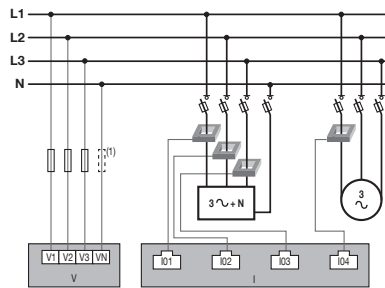 L1
L2
L3
N
(1)
3 ∿ + N
3
∿
V1 V2 V3 VN
I01 I02 I03 I04
V
I